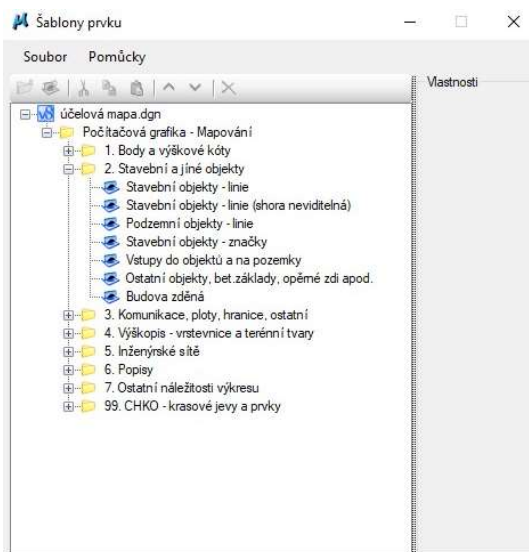 Šablony prvku
Soubor Pomůcky
Vlastnosti
účelová mapa.dgn
Počítačová grafika - Mapování
1. Body a výškové kóty
2. Stavební a jíné objekty
Stavební objekty - linie
Stavební objekty - linie (shora neviditelná)
Podzemní objekty - linie
Stavební objekty - značky
Vstupy do objektů a na pozemky
Ostatní objekty, bet.základy, opěrné zdi apod.
Budova zděná
3. Komunikace, ploty, hranice, ostatní
4. Výškopis - vrstevnice a terénní tvary
5. Inženýrské sítě
6. Popisy
7. Ostatní náležitosti výkresu
99. CHKO - krasové jevy a prvky